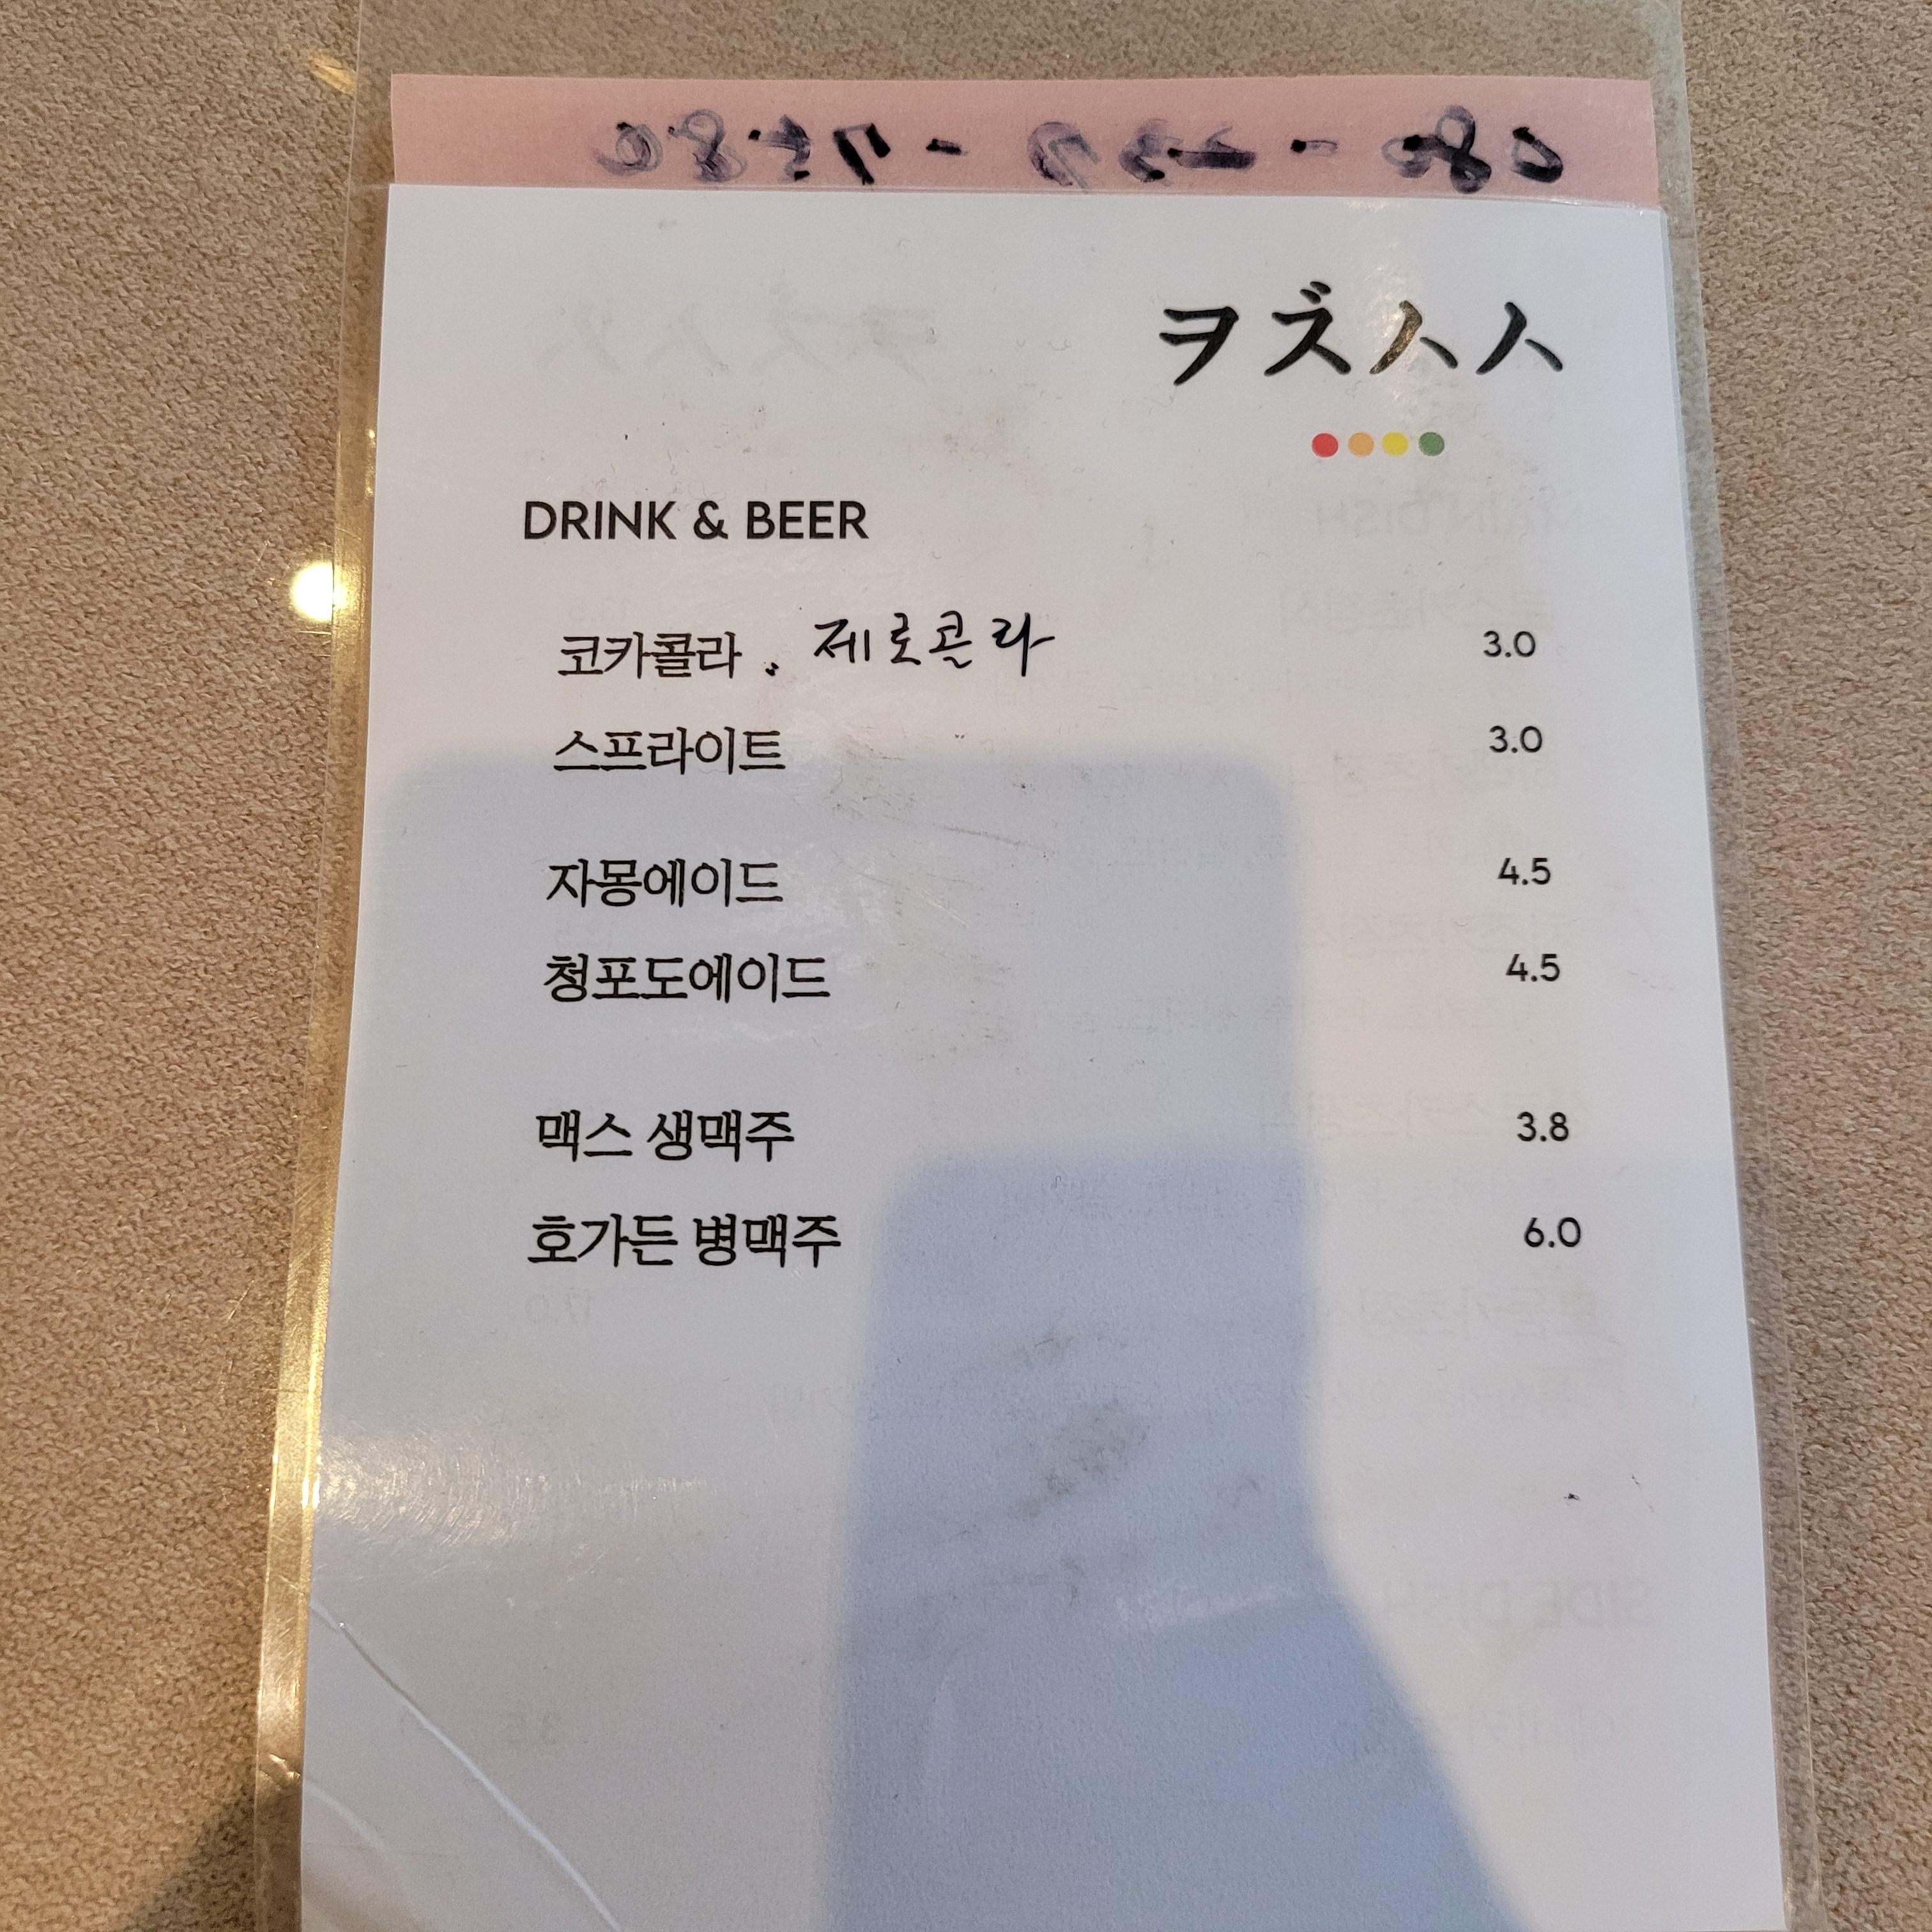 ㅋㅈㅅㅅ
DRINK & BEER
코카콜라 . 제로콜라 3.0
스프라이트 3.0
자몽에이드 4.5
청포도에이드 4.5
맥스 생맥주 3.8
호가든 병맥주 6.0